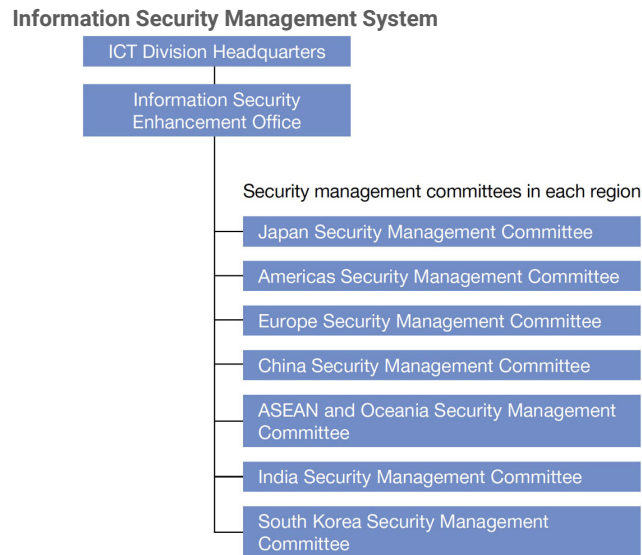 Information Security Management System
ICT Division Headquarters
Information Security
Enhancement Office
Security management committees in each region
Japan Security Management Committee
Americas Security Management Committee
Europe Security Management Committee
China Security Management Committee
ASEAN and Oceania Security Management
Committee
India Security Management Committee
South Korea Security Management
Committee